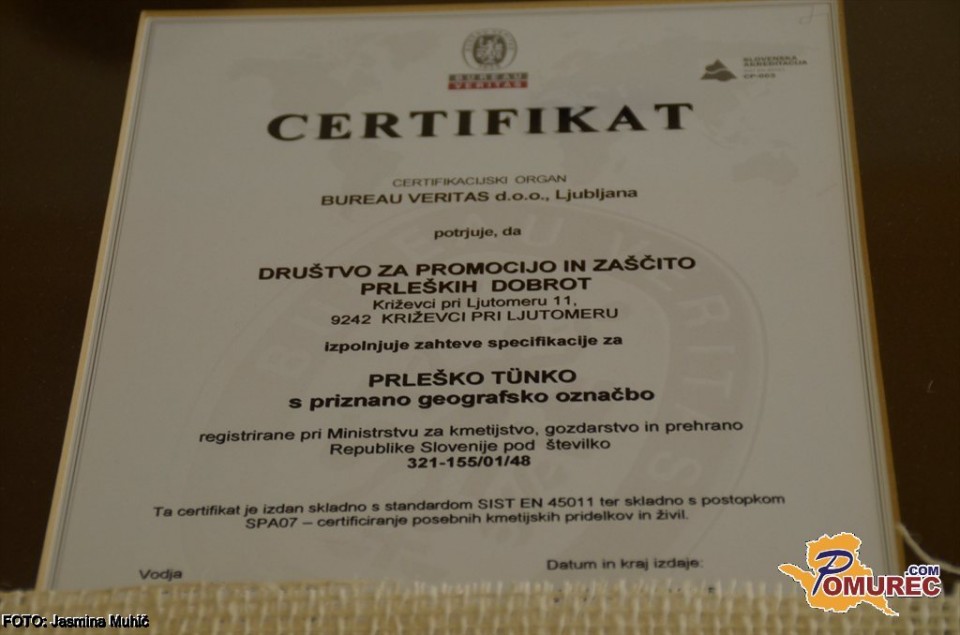 BUREAU
VERITAS
SLOVENSKA
AKREDITACIJA
CP-003
CERTIFIKAT
CERTIFIKACIJSKI ORGAN
BUREAU VERITAS d.o.o., Ljubljana
potrjuje, da
DRUŠTVO ZA PROMOCIJO IN ZAŠČITO
PRLEŠKIH DOBROT
Križevci pri Ljutomeru 11,
9242 KRIŽEVCI PRI LJUTOMERU
izpolnjuje zahteve specifikacije za
PRLEŠKO TÜNKO
s priznano geografsko označbo
registrirane pri Ministrstvu za kmetijstvo, gozdarstvo in prehrano
Republike Slovenije pod številko
321-155/01/48
Ta certifikat je izdan skladno s standardom SIST EN 45011 ter skladno s postopkom
SPA07 – certificiranje posebnih kmetijskih pridelkov in živil.
Vodja
Datum in kraj izdaje:
BUREAU VERITAS
POMUREC.COM
FOTO: Jasmina Muhič